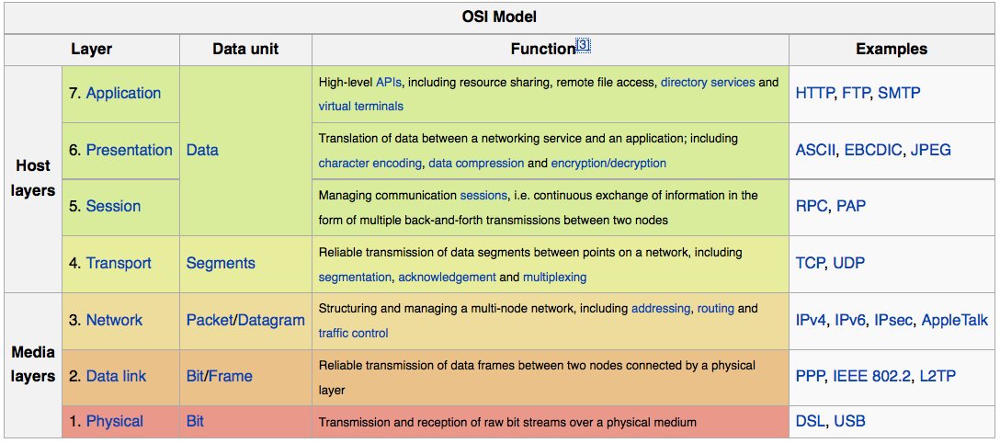 OSI Model
Layer Data unit Function[3] Examples
Host layers
7. Application
Data
High-level APIs, including resource sharing, remote file access, directory services and
virtual terminals
HTTP, FTP, SMTP
6. Presentation
Translation of data between a networking service and an application; including
character encoding, data compression and encryption/decryption
ASCII, EBCDIC, JPEG
5. Session
Managing communication sessions, i.e. continuous exchange of information in the
form of multiple back-and-forth transmissions between two nodes
RPC, PAP
4. Transport
Segments
Reliable transmission of data segments between points on a network, including
segmentation, acknowledgement and multiplexing
TCP, UDP
Media layers
3. Network
Packet/Datagram
Structuring and managing a multi-node network, including addressing, routing and
traffic control
IPv4, IPv6, IPsec, AppleTalk
2. Data link
Bit/Frame
Reliable transmission of data frames between two nodes connected by a physical
layer
PPP, IEEE 802.2, L2TP
1. Physical
Bit
Transmission and reception of raw bit streams over a physical medium
DSL, USB